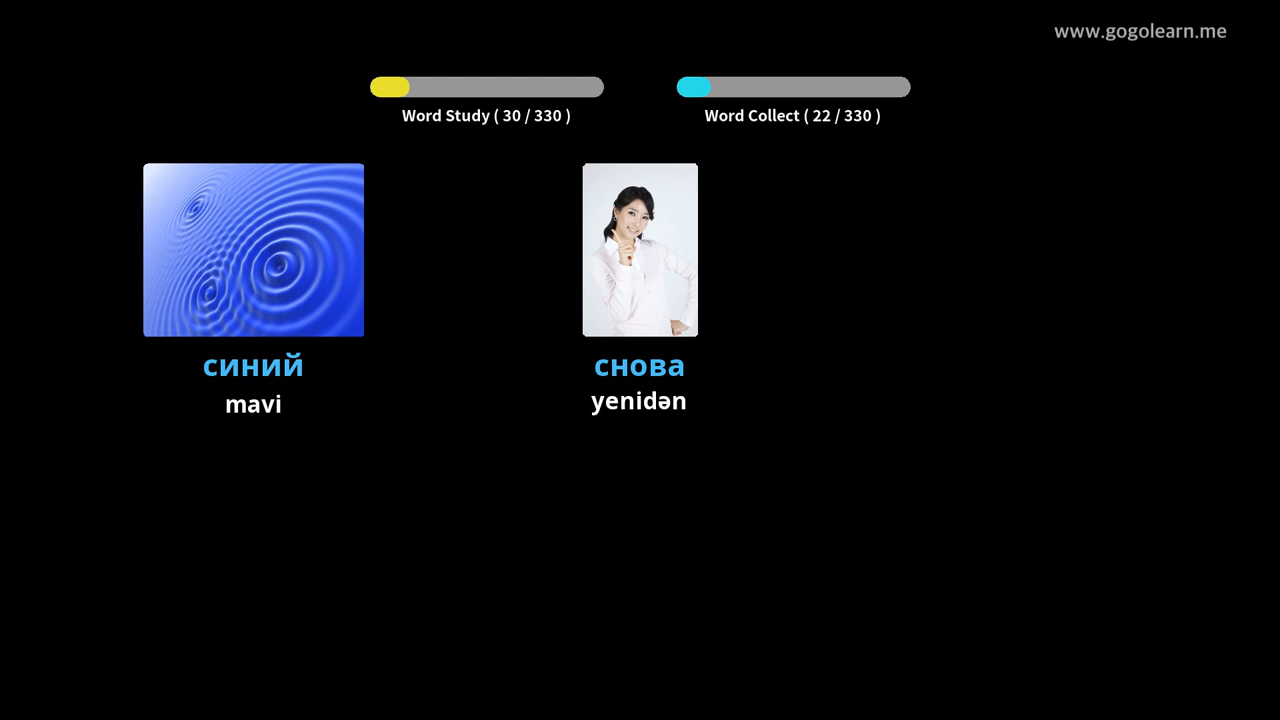 www.gogolearn.me
Word Study ( 30 / 330 )
Word Collect ( 22 / 330 )
синий
mavi
снова
yenidən